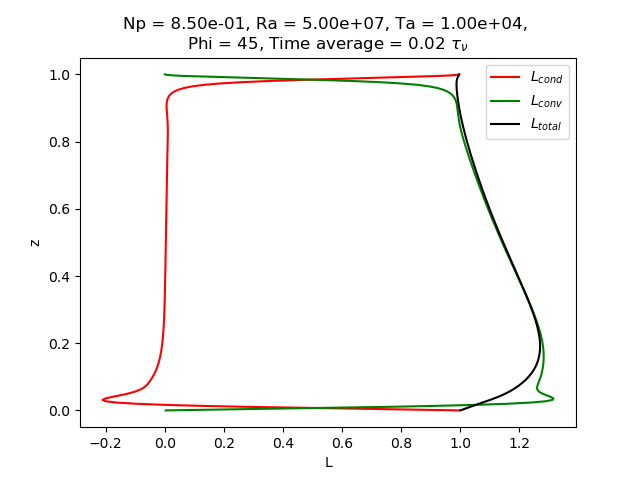 Np = 8.50e-01, Ra = 5.00e+07, Ta = 1.00e+04,
Phi = 45, Time average = 0.02 τν
L_cond
L_conv
L_total
1.0
0.8
0.6
0.4
0.2
0.0
z
−0.2 0.0 0.2 0.4 0.6 0.8 1.0 1.2
L